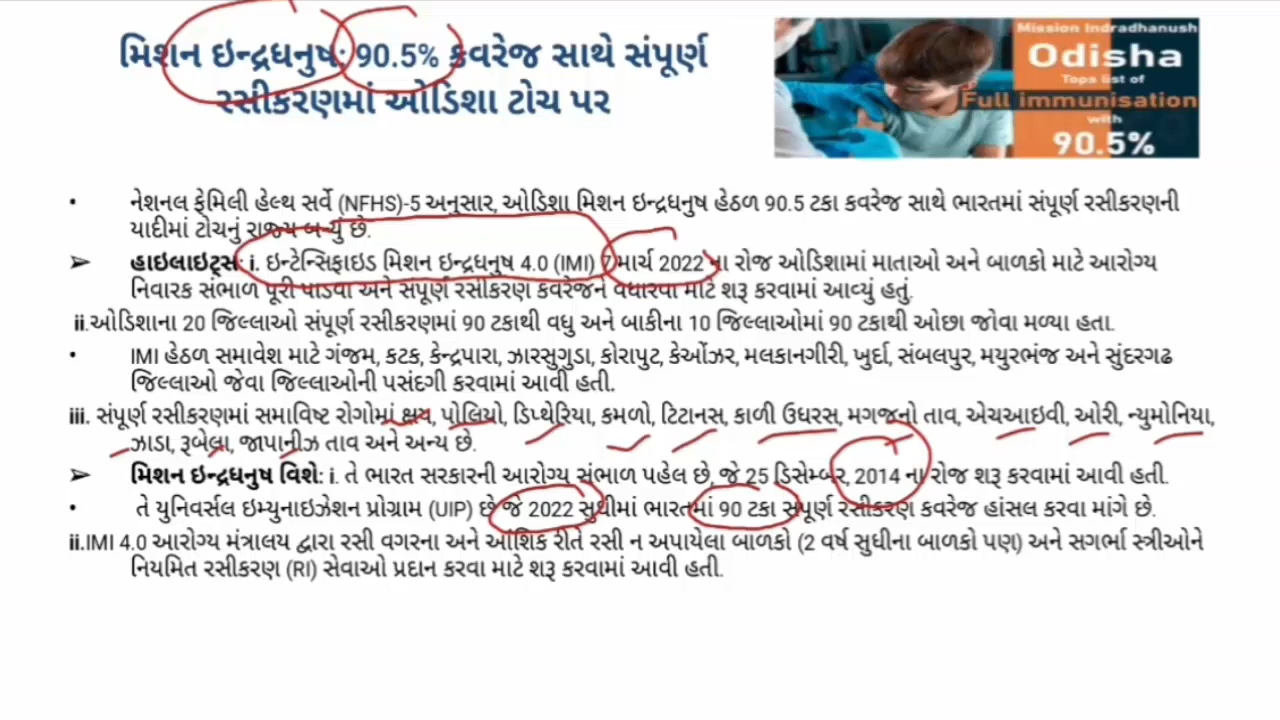 મિશન ઇન્દ્રધનુષ: 90.5% કવરેજ સાથે સંપૂર્ણ
રસીકરણમાં ઓડિશા ટોચ પર
Mission Indradhanush
Odisha
Tops list of
Full immunisation
with
90.5%
• નેશનલ ફેમિલી હેલ્થ સર્વે (NFHS)-5 અનુસાર, ઓડિશા મિશન ઇન્દ્રધનુષ હેઠળ 90.5 ટકા કવરેજ સાથે ભારતમાં સંપૂર્ણ રસીકરણની
યાદીમાં ટોચનું રાજ્ય બન્યું છે.
➢ હાઇલાઇટ્સ: i. ઇન્ટેન્સિફાઇડ મિશન ઇન્દ્રધનુષ 4.0 (IMI) 7 માર્ચ 2022 ના રોજ ઓડિશામાં માતાઓ અને બાળકો માટે આરોગ્ય
નિવારક સંભાળ પૂરી પાડવા અને સંપૂર્ણ રસીકરણ કવરેજને વધારવા માટે શરૂ કરવામાં આવ્યું હતું.
ii.ઓડિશાના 20 જિલ્લાઓ સંપૂર્ણ રસીકરણમાં 90 ટકાથી વધુ અને બાકીના 10 જિલ્લાઓમાં 90 ટકાથી ઓછા જોવા મળ્યા હતા.
• IMI હેઠળ સમાવેશ માટે ગંજમ, કટક, કેન્દ્રપારા, ઝારસુગુડા, કોરાપુટ, કેઓંઝર, મલકાનગીરી, ખુર્દા, સંબલપુર, મયુરભંજ અને સુંદરગઢ
જિલ્લાઓ જેવા જિલ્લાઓની પસંદગી કરવામાં આવી હતી.
iii. સંપૂર્ણ રસીકરણમાં સમાવિષ્ટ રોગોમાં ક્ષય, પોલિયો, ડિપ્થેરિયા, કમળો, ટિટાનસ, કાળી ઉધરસ, મગજનો તાવ, એચઆઇવી, ઓરી, ન્યુમોનિયા,
ઝાડા, રૂબેલા, જાપાનીઝ તાવ અને અન્ય છે.
➢ મિશન ઇન્દ્રધનુષ વિશે: i. તે ભારત સરકારની આરોગ્ય સંભાળ પહેલ છે, જે 25 ડિસેમ્બર, 2014 ના રોજ શરૂ કરવામાં આવી હતી.
• તે યુનિવર્સલ ઇમ્યુનાઇઝેશન પ્રોગ્રામ (UIP) છે જે 2022 સુધીમાં ભારતમાં 90 ટકા સંપૂર્ણ રસીકરણ કવરેજ હાંસલ કરવા માંગે છે.
ii.IMI 4.0 આરોગ્ય મંત્રાલય દ્વારા રસી વગરના અને આંશિક રીતે રસી ન અપાયેલા બાળકો (2 વર્ષ સુધીના બાળકો પણ) અને સગર્ભા સ્ત્રીઓને
નિયમિત રસીકરણ (RI) સેવાઓ પ્રદાન કરવા માટે શરૂ કરવામાં આવી હતી.